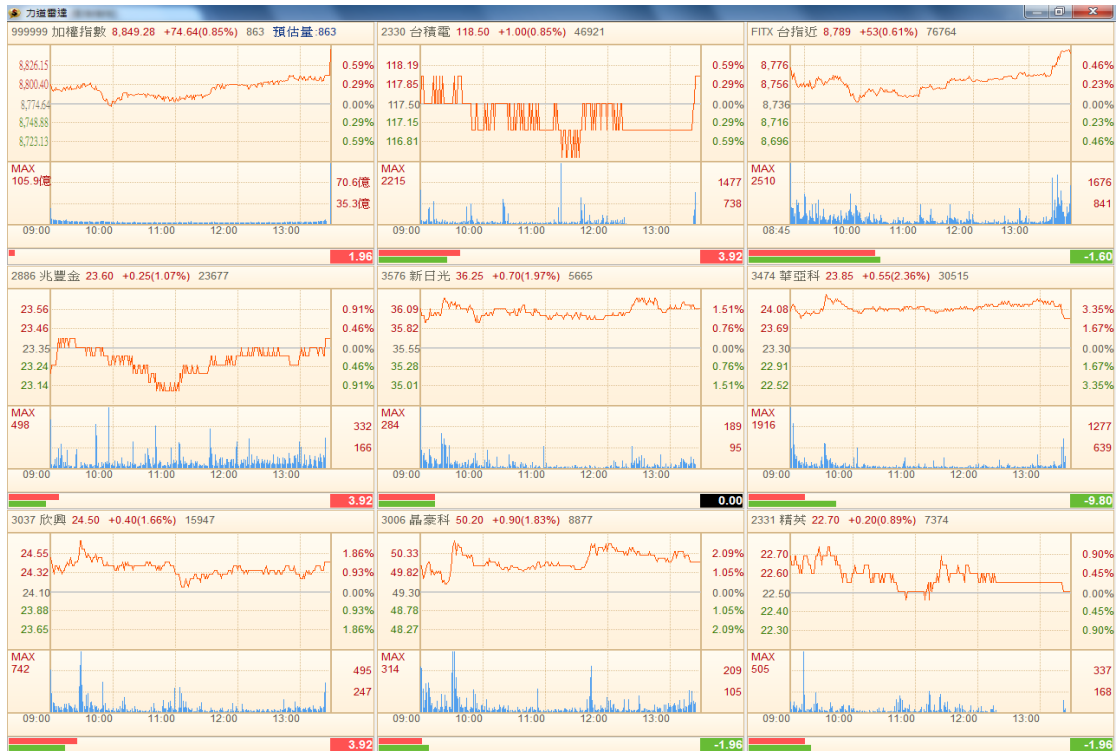 力道雷達
999999 加權指數 8,849.28 +74.64(0.85%) 863 預估量:863
8,826.15 0.59%
8,800.40 0.29%
8,774.64 0.00%
8,748.88 0.29%
8,723.13 0.59%
MAX
105.9億 70.6億
35.3億
09:00 10:00 11:00 12:00 13:00
1.96
2330 台積電 118.50 +1.00(0.85%) 46921
118.19 0.59%
117.85 0.29%
117.50 0.00%
117.15 0.29%
116.81 0.59%
MAX
2215 1477
738
09:00 10:00 11:00 12:00 13:00
3.92
FITX 台指近 8,789 +53(0.61%) 76764
8,776 0.46%
8,756 0.23%
8,736 0.00%
8,716 0.23%
8,696 0.46%
MAX
2510 1676
841
08:45 10:00 11:00 12:00 13:00
-1.60
2886 兆豐金 23.60 +0.25(1.07%) 23677
23.56 0.91%
23.46 0.46%
23.35 0.00%
23.24 0.46%
23.14 0.91%
MAX
498 332
166
09:00 10:00 11:00 12:00 13:00
3.92
3576 新日光 36.25 +0.70(1.97%) 5665
36.09 1.51%
35.82 0.76%
35.55 0.00%
35.28 0.76%
35.01 1.51%
MAX
284 189
95
09:00 10:00 11:00 12:00 13:00
0.00
3474 華亞科 23.85 +0.55(2.36%) 30515
24.08 3.35%
23.69 1.67%
23.30 0.00%
22.91 1.67%
22.52 3.35%
MAX
1916 1277
639
09:00 10:00 11:00 12:00 13:00
-9.80
3037 欣興 24.50 +0.40(1.66%) 15947
24.55 1.86%
24.32 0.93%
24.10 0.00%
23.88 0.93%
23.65 1.86%
MAX
742 495
247
09:00 10:00 11:00 12:00 13:00
3.92
3006 晶豪科 50.20 +0.90(1.83%) 8877
50.33 2.09%
49.82 1.05%
49.30 0.00%
48.78 1.05%
48.27 2.09%
MAX
314 209
105
09:00 10:00 11:00 12:00 13:00
-1.96
2331 精英 22.70 +0.20(0.89%) 7374
22.70 0.90%
22.60 0.45%
22.50 0.00%
22.40 0.45%
22.30 0.90%
MAX
505 337
168
09:00 10:00 11:00 12:00 13:00
-1.96